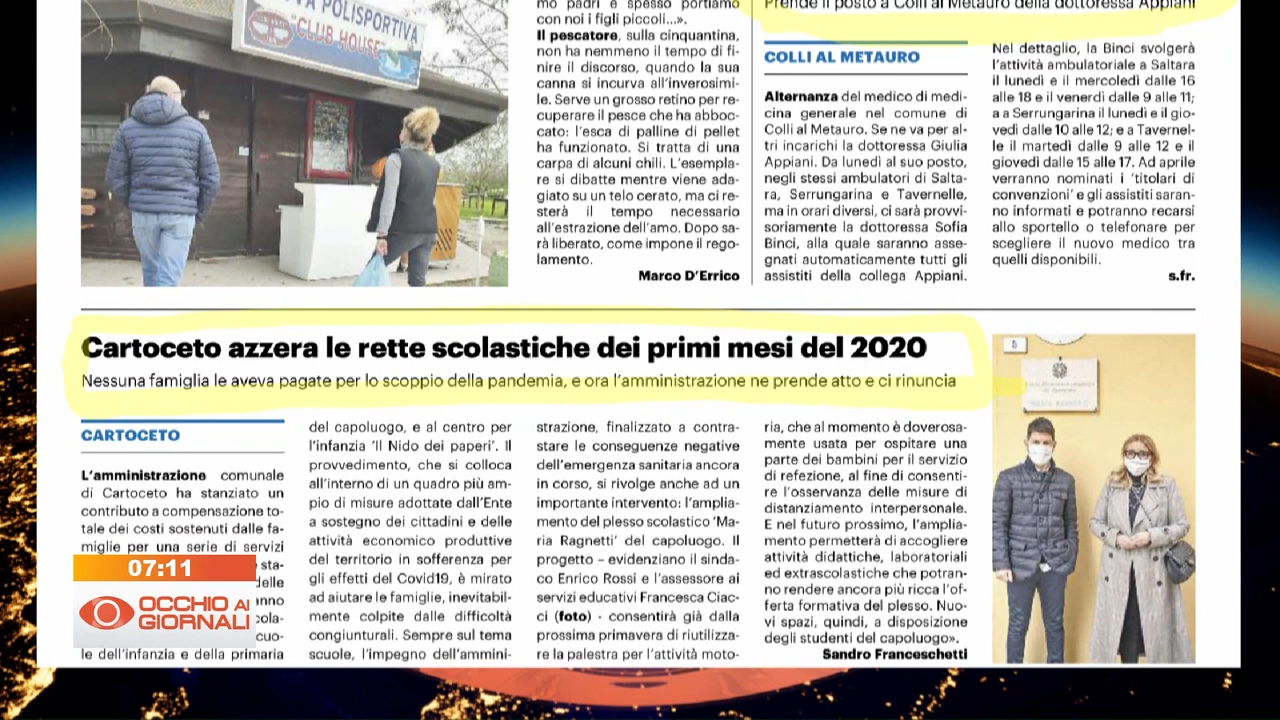 A POLISPORTIVA
"CLUB HOUSE"
mo padri e spesso portiamo
con noi i figli piccoli...».
Il pescatore, sulla cinquantina,
non ha nemmeno il tempo di fi-
nire il discorso, quando la sua
canna si incurva all'inverosimi-
le. Serve un grosso retino per re-
cuperare il pesce che ha abboc-
cato: l'esca di palline di pellet
ha funzionato. Si tratta di una
carpa di alcuni chili. L'esempla-
re si dibatte mentre viene ada-
giato su un telo cerato, ma ci re-
sterà il tempo necessario
all'estrazione dell'amo. Dopo sa-
rà liberato, come impone il rego-
lamento.
Marco D'Errico
Prende il posto a Colli al Metauro della dottoressa Appiani
COLLI AL METAURO
Alternanza del medico di medi-
cina generale nel comune di
Colli al Metauro. Se ne va per al-
tri incarichi la dottoressa Giulia
Appiani. Da lunedì al suo posto,
negli stessi ambulatori di Salta-
ra, Serrungarina e Tavernelle,
ma in orari diversi, ci sarà provvi-
soriamente la dottoressa Sofia
Binci, alla quale saranno asse-
gnati automaticamente tutti gli
assistiti della collega Appiani.
Nel dettaglio, la Binci svolgerà
l'attività ambulatoriale a Saltara
il lunedì e il mercoledì dalle 16
alle 18 e il venerdì dalle 9 alle 11;
a a Serrungarina il lunedì e il gio-
vedì dalle 10 alle 12; e a Tavernel-
le il martedì dalle 9 alle 12 e il
giovedì dalle 15 alle 17. Ad aprile
verranno nominati i 'titolari di
convenzioni' e gli assistiti saran-
no informati e potranno recarsi
allo sportello o telefonare per
scegliere il nuovo medico tra
quelli disponibili.
s.fr.
Cartoceto azzera le rette scolastiche dei primi mesi del 2020
Nessuna famiglia le aveva pagate per lo scoppio della pandemia, e ora l'amministrazione ne prende atto e ci rinuncia
CARTOCETO
L'amministrazione comunale
di Cartoceto ha stanziato un
contributo a compensazione to-
tale dei costi sostenuti dalle fa-
miglie per una serie di servizi
sta-
delle
anno
cola-
cuo-
le dell'infanzia e della primaria
del capoluogo, e al centro per
l'infanzia 'Il Nido dei paperi'. Il
provvedimento, che si colloca
all'interno di un quadro più am-
pio di misure adottate dall'Ente
a sostegno dei cittadini e delle
attività economico produttive
del territorio in sofferenza per
gli effetti del Covid19, è mirato
ad aiutare le famiglie, inevitabil-
mente colpite dalle difficoltà
congiunturali. Sempre sul tema
scuole, l'impegno dell'ammini-
strazione, finalizzato a contra-
stare le conseguenze negative
dell'emergenza sanitaria ancora
in corso, si rivolge anche ad un
importante intervento: l'amplia-
mento del plesso scolastico 'Ma-
ria Ragnetti' del capoluogo. Il
progetto – evidenziano il sinda-
co Enrico Rossi e l'assessore ai
servizi educativi Francesca Ciac-
ci (foto) - consentirà già dalla
prossima primavera di riutilizza-
re la palestra per l'attività moto-
ria, che al momento è doverosa-
mente usata per ospitare una
parte dei bambini per il servizio
di refezione, al fine di consenti-
re l'osservanza delle misure di
distanziamento interpersonale.
E nel futuro prossimo, l'amplia-
mento permetterà di accogliere
attività didattiche, laboratoriali
ed extrascolastiche che potran-
no rendere ancora più ricca l'of-
ferta formativa del plesso. Nuo-
vi spazi, quindi, a disposizione
degli studenti del capoluogo».
Sandro Franceschetti
07:11
OCCHIO AI
GIORNALI